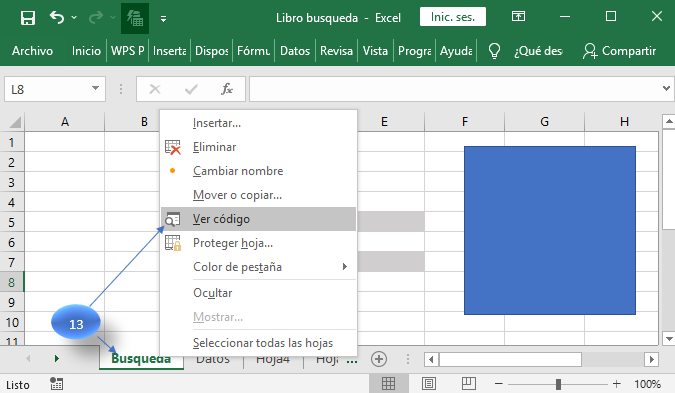 Libro busqueda - Excel
Inic. ses.
Archivo Inicio WPS P Inserta Dispos Fórmu Datos Revisa Vista Progra Ayuda ¿Qué des Compartir
L8 fx
A B E F G H
1
2
3
4
5
6
7
8
9
10
11
Insertar...
Eliminar
Cambiar nombre
Mover o copiar...
Ver código
Proteger hoja...
Color de pestaña
Ocultar
Mostrar...
Seleccionar todas las hojas
13
Busqueda Datos Hoja4 Hoja ...
Listo 100%